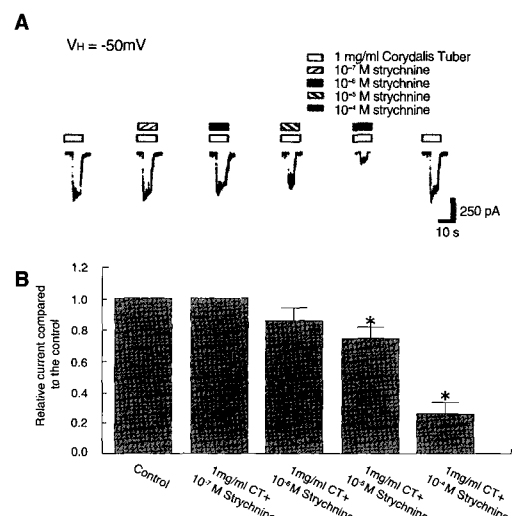 A
VH = -50mV
1 mg/ml Corydalis Tuber
10⁻⁷ M strychnine
10⁻⁶ M strychnine
10⁻⁵ M strychnine
10⁻⁴ M strychnine
250 pA
10 s
B
Relative current compared
to the control
1.2
1.0
0.8
0.6
0.4
0.2
0.0
*
*
Control
1mg/ml CT+
10⁻⁷ M Strychnine
1mg/ml CT+
10⁻⁶ M Strychnine
1mg/ml CT+
10⁻⁵ M Strychnine
1mg/ml CT+
10⁻⁴ M Strychnine